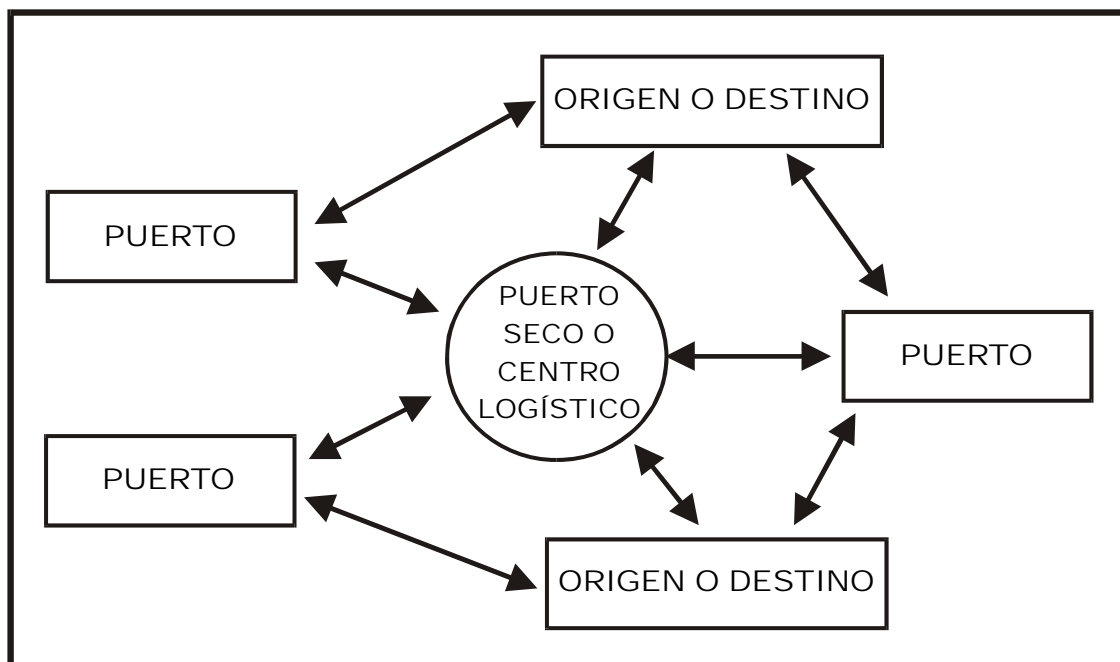 ORIGEN O DESTINO
PUERTO
PUERTO
SECO O
CENTRO
LOGÍSTICO
PUERTO
PUERTO
ORIGEN O DESTINO